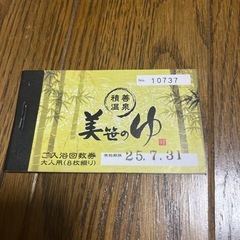 No. 10737
積善
温泉
美笹のゆ
ご入浴回数券
大人用(8枚綴り)
有効期限 25.7.31